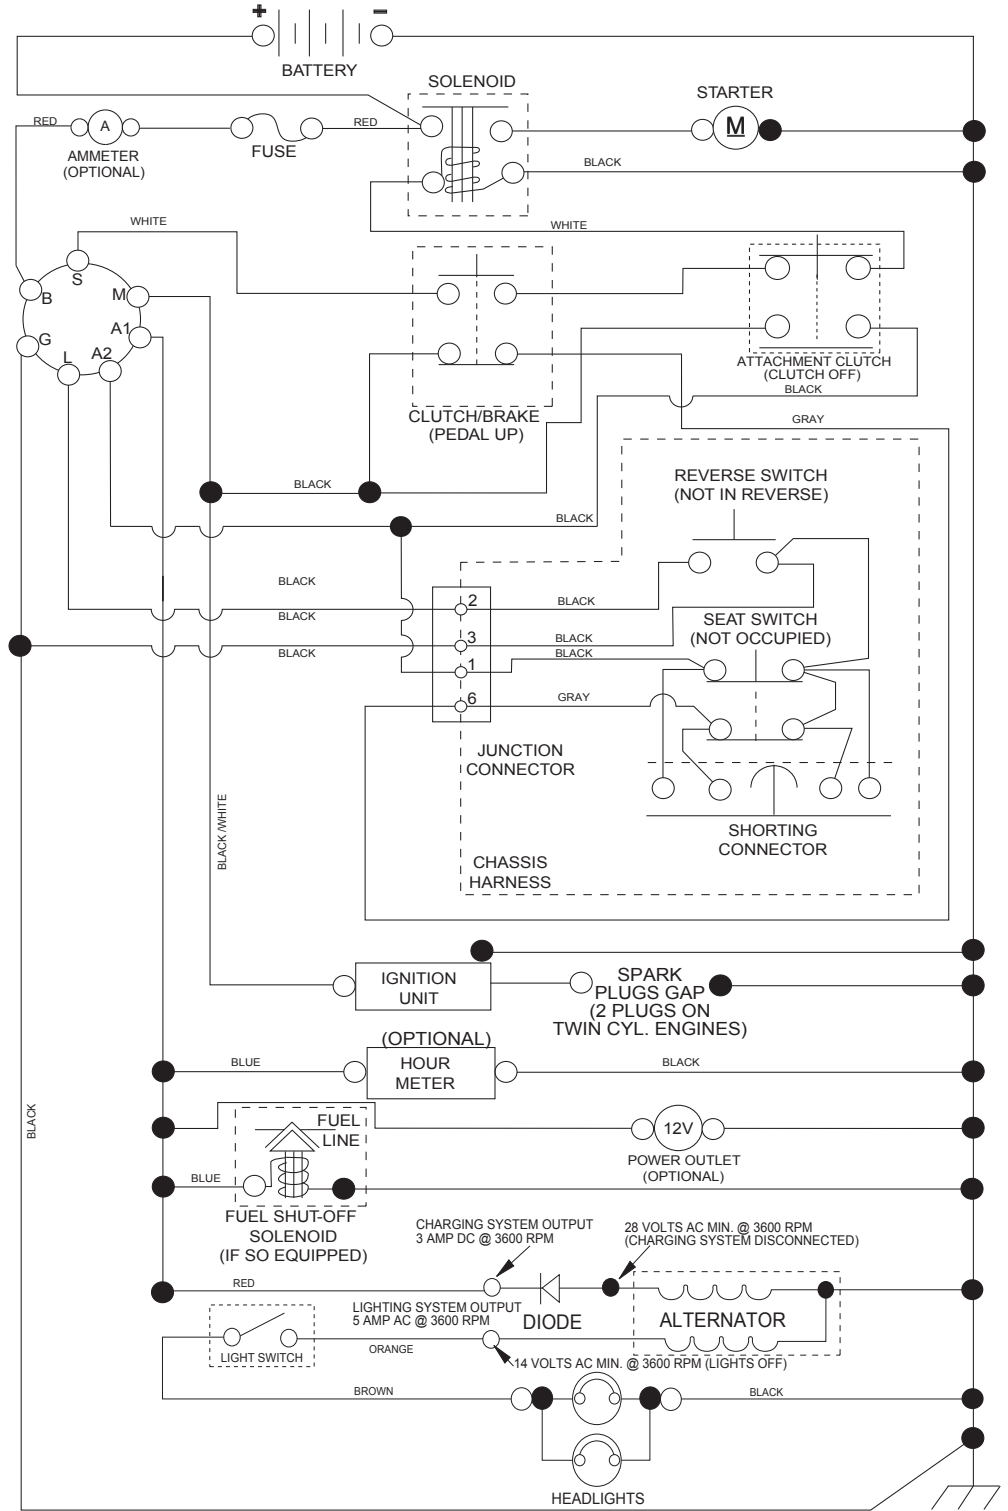 + -
BATTERY
SOLENOID
STARTER
RED
A
RED
M
AMMETER
(OPTIONAL)
FUSE
BLACK
WHITE
WHITE
S
B
M
A1
G
L
A2
ATTACHMENT CLUTCH
(CLUTCH OFF)
BLACK
CLUTCH/BRAKE
(PEDAL UP)
GRAY
REVERSE SWITCH
(NOT IN REVERSE)
BLACK
BLACK
BLACK
2
BLACK
BLACK
SEAT SWITCH
(NOT OCCUPIED)
3
BLACK
BLACK
BLACK
1
6
GRAY
JUNCTION
CONNECTOR
SHORTING
CONNECTOR
BLACK /WHITE
CHASSIS
HARNESS
IGNITION
UNIT
SPARK
PLUGS GAP
(2 PLUGS ON
TWIN CYL. ENGINES)
(OPTIONAL)
BLUE
HOUR
METER
BLACK
BLACK
FUEL
LINE
12V
POWER OUTLET
(OPTIONAL)
BLUE
FUEL SHUT-OFF
SOLENOID
(IF SO EQUIPPED)
CHARGING SYSTEM OUTPUT
3 AMP DC @ 3600 RPM
28 VOLTS AC MIN. @ 3600 RPM
(CHARGING SYSTEM DISCONNECTED)
RED
LIGHTING SYSTEM OUTPUT
5 AMP AC @ 3600 RPM
DIODE
ALTERNATOR
LIGHT SWITCH
ORANGE
14 VOLTS AC MIN. @ 3600 RPM (LIGHTS OFF)
BROWN
BLACK
HEADLIGHTS